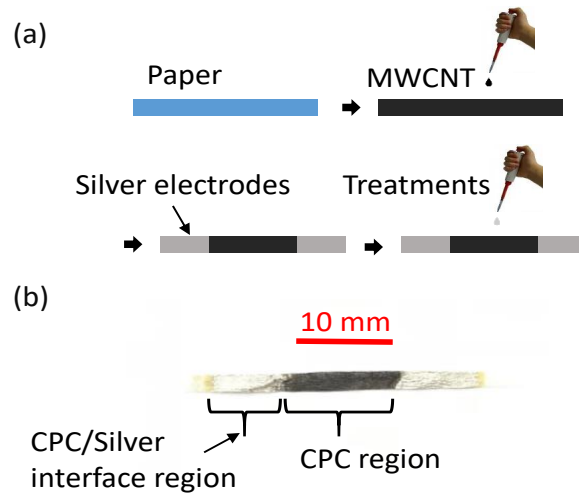 (a)
Paper
MWCNT
Silver electrodes
Treatments
(b)
10 mm
CPC/Silver
interface region
CPC region